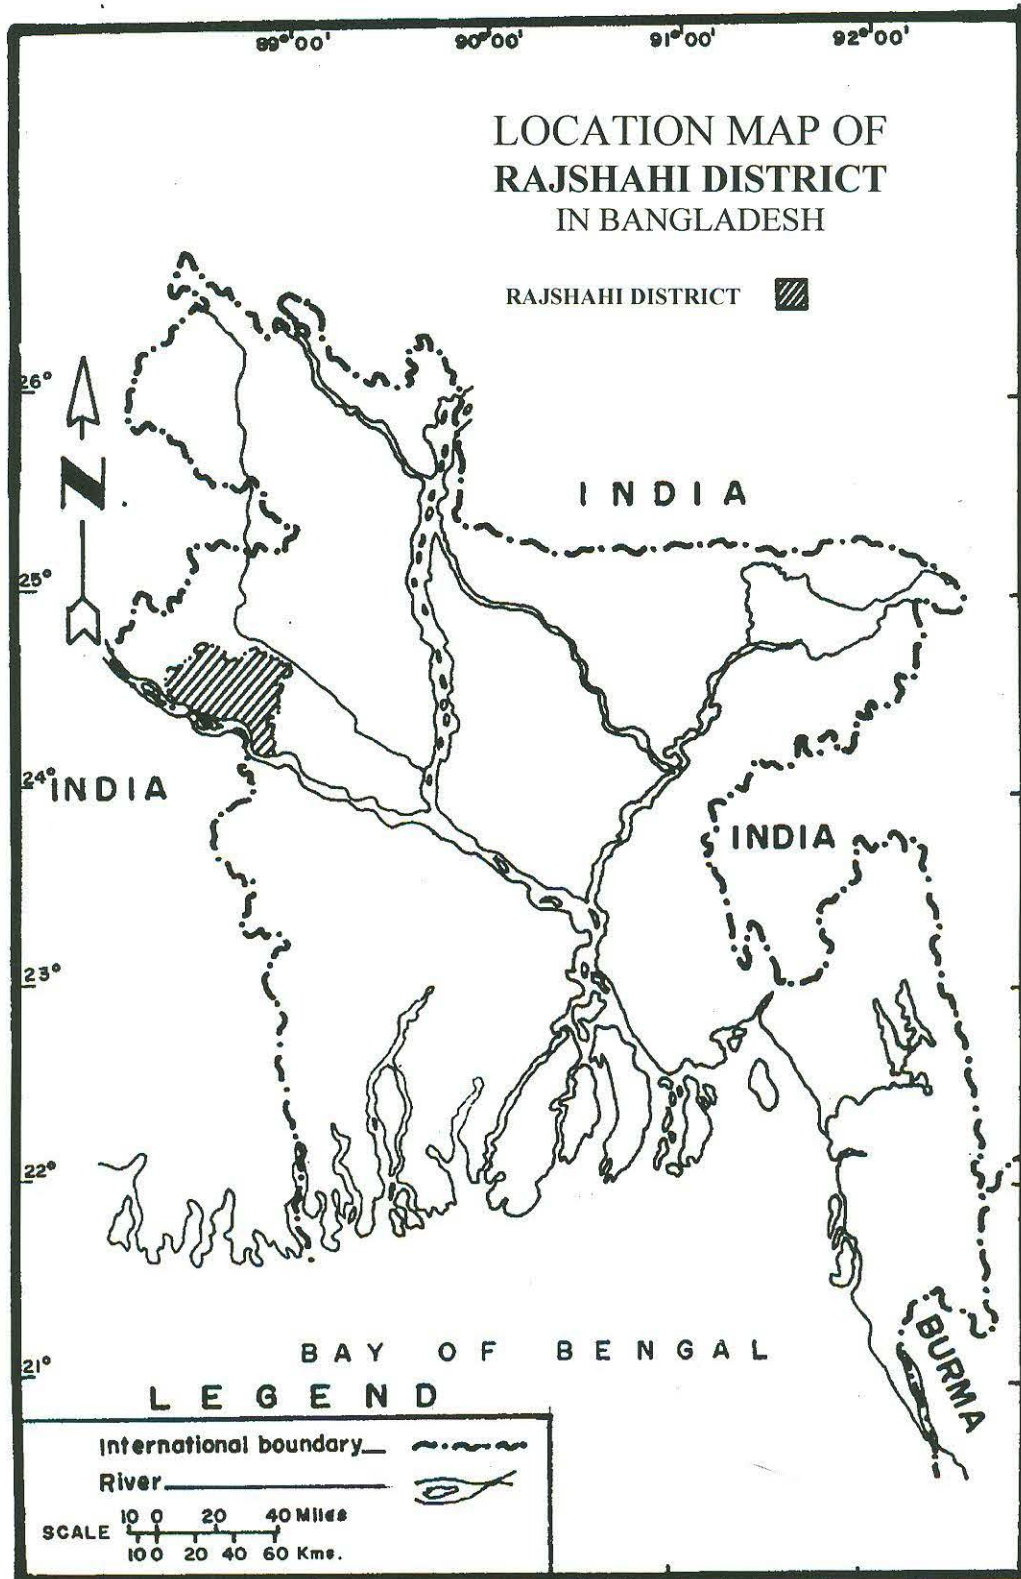 89°00' 90°00' 91°00' 92°00'
LOCATION MAP OF
RAJSHAHI DISTRICT
IN BANGLADESH
RAJSHAHI DISTRICT
26°
N
INDIA
25°
24°
INDIA
INDIA
23°
22°
BAY OF BENGAL
21°
BURMA
LEGEND
International boundary
River
10 0 20 40 Miles
SCALE
10 0 20 40 60 Kms.